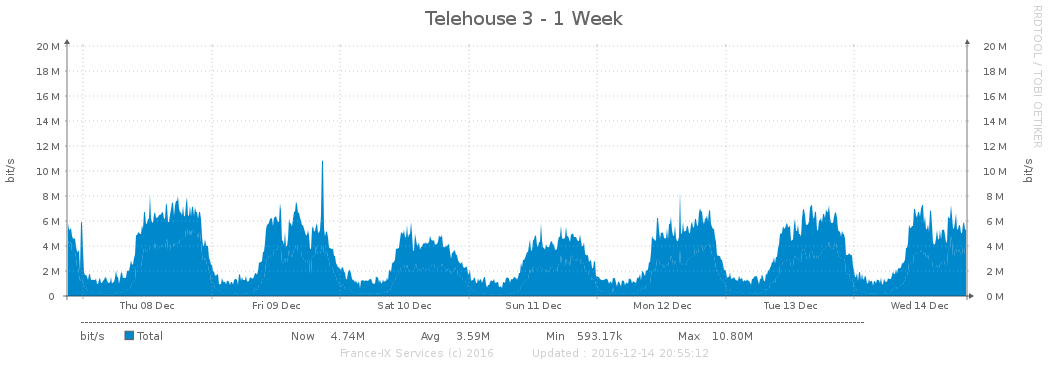 Telehouse 3 - 1 Week
RRDTOOL / TOBI OETIKER
20 M 20 M
18 M 18 M
16 M 16 M
14 M 14 M
12 M 12 M
10 M 10 M
8 M 8 M
6 M 6 M
4 M 4 M
2 M 2 M
0 0 M
bit/s bit/s
Thu 08 Dec Fri 09 Dec Sat 10 Dec Sun 11 Dec Mon 12 Dec Tue 13 Dec Wed 14 Dec
bit/s Total Now 4.74M Avg 3.59M Min 593.17k Max 10.80M
France-IX Services (c) 2016 Updated : 2016-12-14 20:55:12